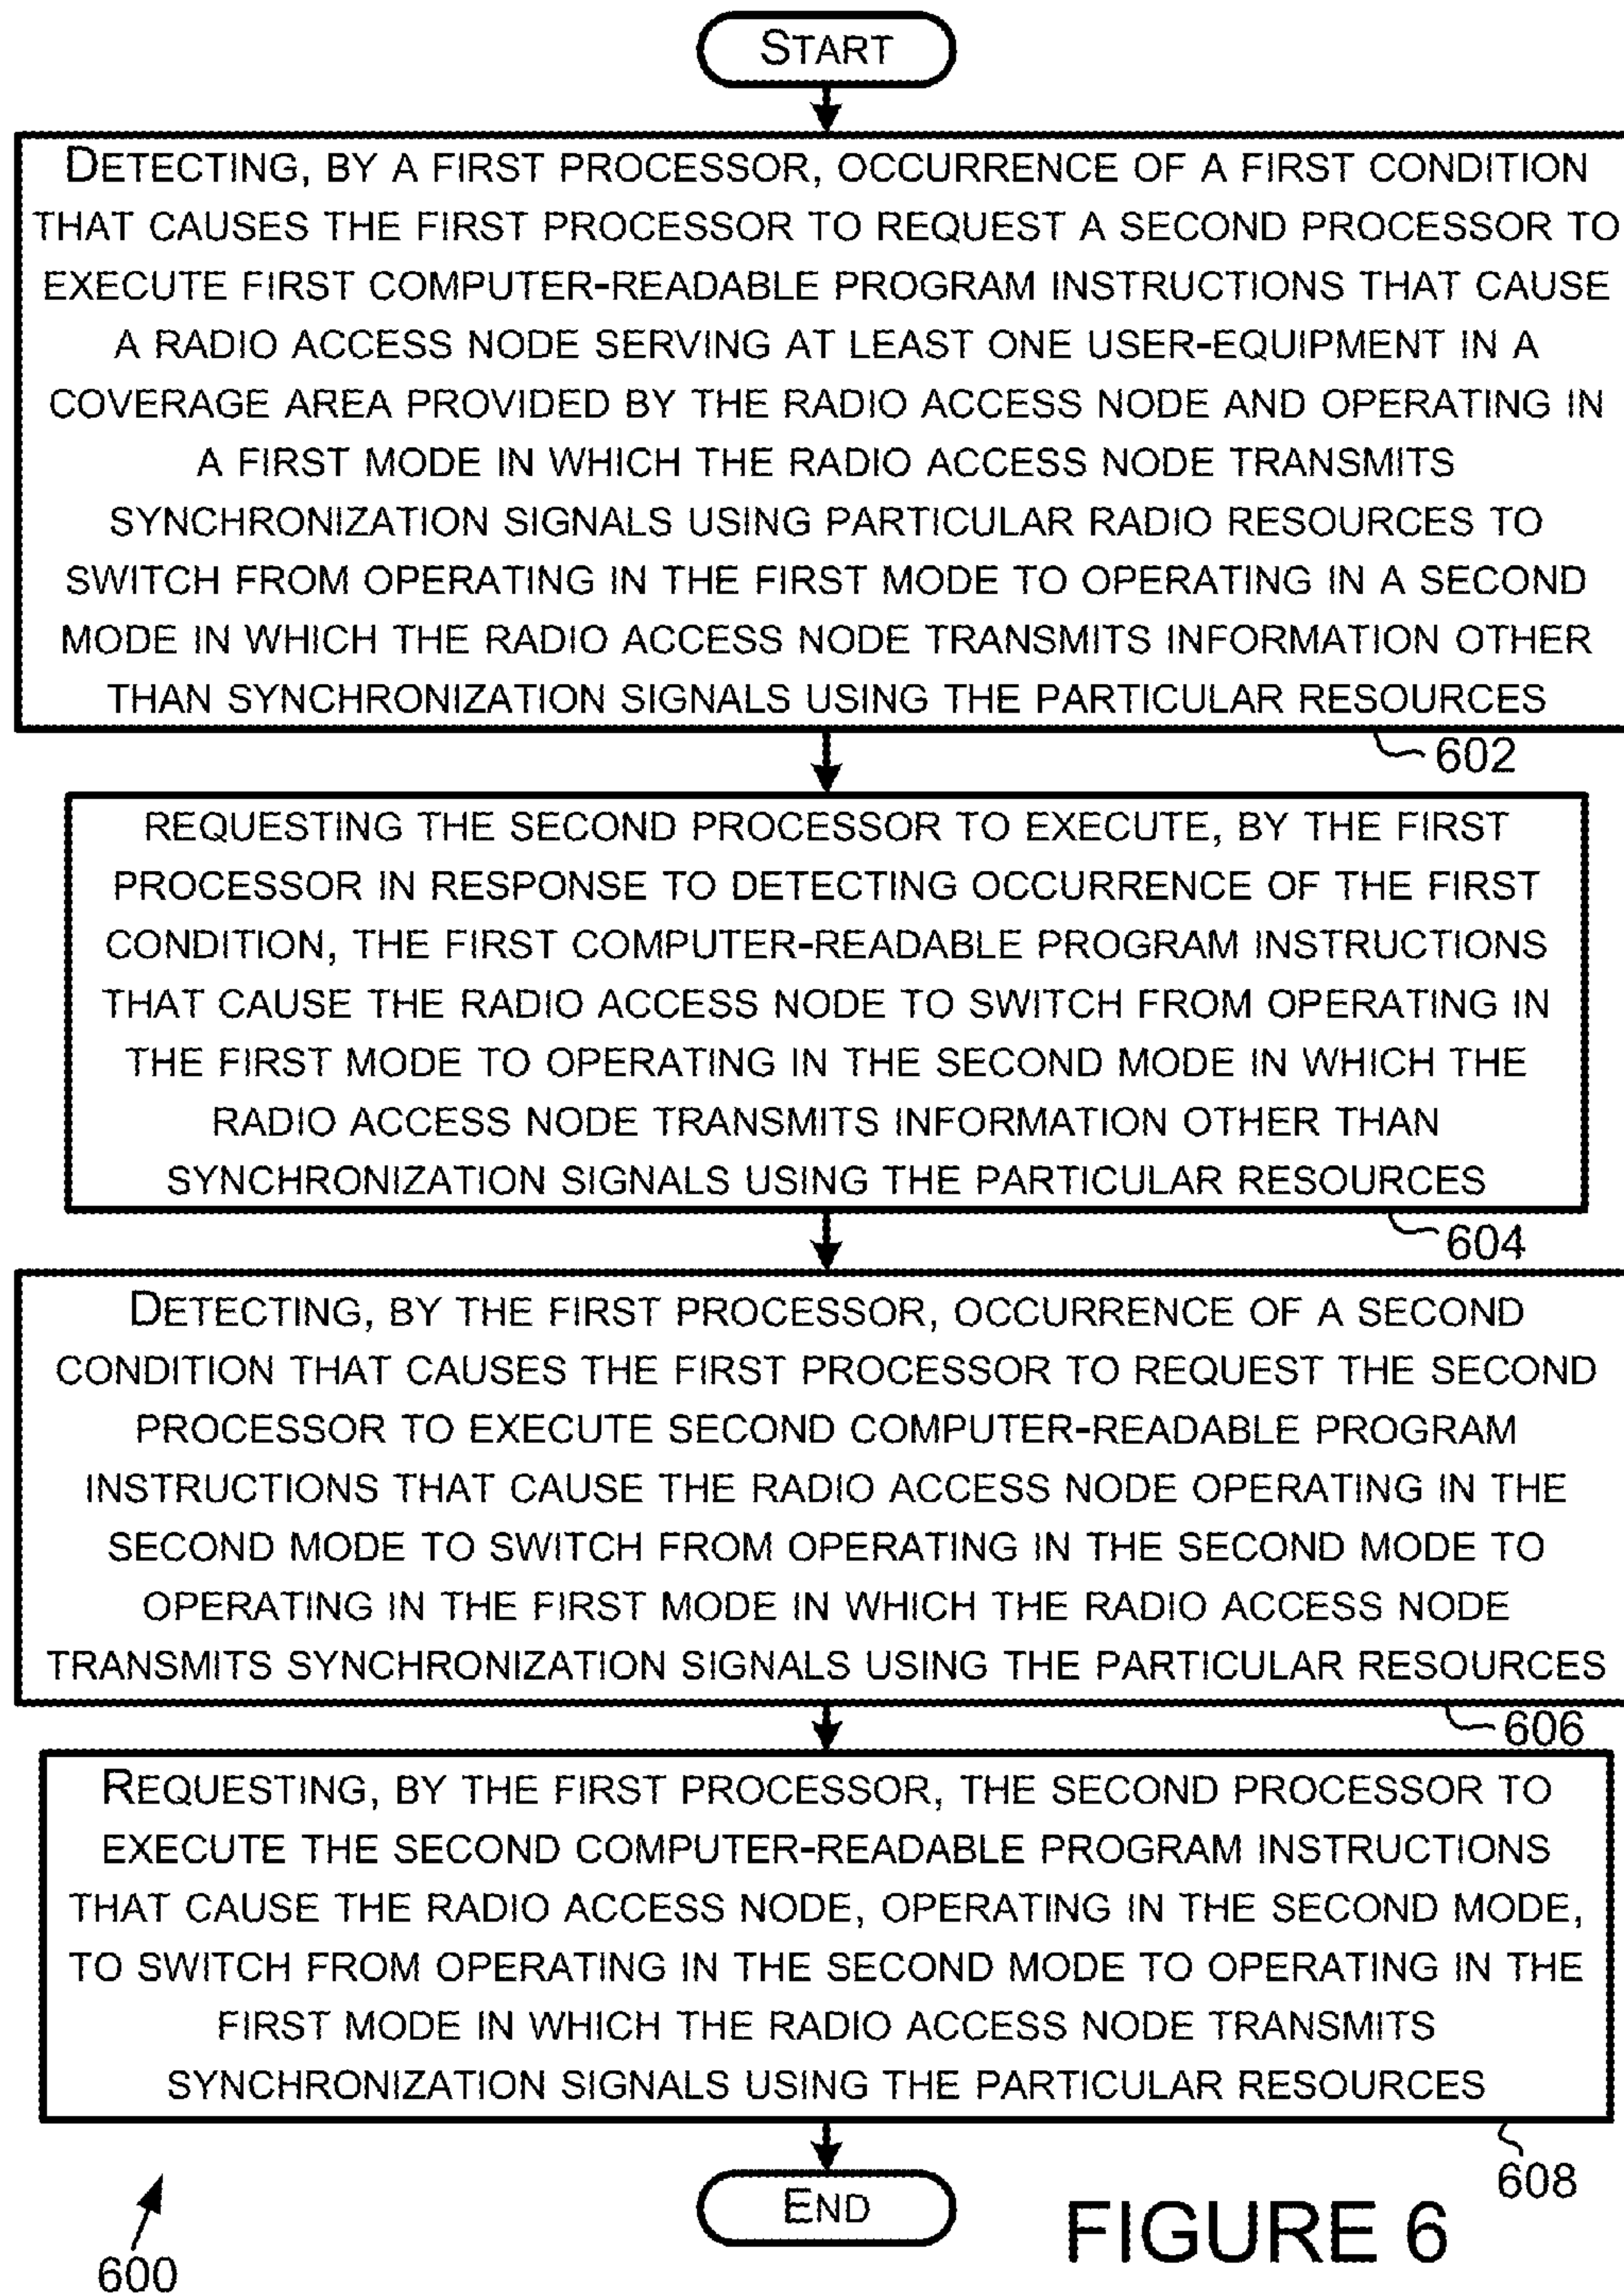 START
DETECTING, BY A FIRST PROCESSOR, OCCURRENCE OF A FIRST CONDITION
THAT CAUSES THE FIRST PROCESSOR TO REQUEST A SECOND PROCESSOR TO
EXECUTE FIRST COMPUTER-READABLE PROGRAM INSTRUCTIONS THAT CAUSE
A RADIO ACCESS NODE SERVING AT LEAST ONE USER-EQUIPMENT IN A
COVERAGE AREA PROVIDED BY THE RADIO ACCESS NODE AND OPERATING IN
A FIRST MODE IN WHICH THE RADIO ACCESS NODE TRANSMITS
SYNCHRONIZATION SIGNALS USING PARTICULAR RADIO RESOURCES TO
SWITCH FROM OPERATING IN THE FIRST MODE TO OPERATING IN A SECOND
MODE IN WHICH THE RADIO ACCESS NODE TRANSMITS INFORMATION OTHER
THAN SYNCHRONIZATION SIGNALS USING THE PARTICULAR RESOURCES
602
REQUESTING THE SECOND PROCESSOR TO EXECUTE, BY THE FIRST
PROCESSOR IN RESPONSE TO DETECTING OCCURRENCE OF THE FIRST
CONDITION, THE FIRST COMPUTER-READABLE PROGRAM INSTRUCTIONS
THAT CAUSE THE RADIO ACCESS NODE TO SWITCH FROM OPERATING IN
THE FIRST MODE TO OPERATING IN THE SECOND MODE IN WHICH THE
RADIO ACCESS NODE TRANSMITS INFORMATION OTHER THAN
SYNCHRONIZATION SIGNALS USING THE PARTICULAR RESOURCES
604
DETECTING, BY THE FIRST PROCESSOR, OCCURRENCE OF A SECOND
CONDITION THAT CAUSES THE FIRST PROCESSOR TO REQUEST THE SECOND
PROCESSOR TO EXECUTE SECOND COMPUTER-READABLE PROGRAM
INSTRUCTIONS THAT CAUSE THE RADIO ACCESS NODE OPERATING IN THE
SECOND MODE TO SWITCH FROM OPERATING IN THE SECOND MODE TO
OPERATING IN THE FIRST MODE IN WHICH THE RADIO ACCESS NODE
TRANSMITS SYNCHRONIZATION SIGNALS USING THE PARTICULAR RESOURCES
606
REQUESTING, BY THE FIRST PROCESSOR, THE SECOND PROCESSOR TO
EXECUTE THE SECOND COMPUTER-READABLE PROGRAM INSTRUCTIONS
THAT CAUSE THE RADIO ACCESS NODE, OPERATING IN THE SECOND MODE,
TO SWITCH FROM OPERATING IN THE SECOND MODE TO OPERATING IN THE
FIRST MODE IN WHICH THE RADIO ACCESS NODE TRANSMITS
SYNCHRONIZATION SIGNALS USING THE PARTICULAR RESOURCES
608
END
600
FIGURE 6